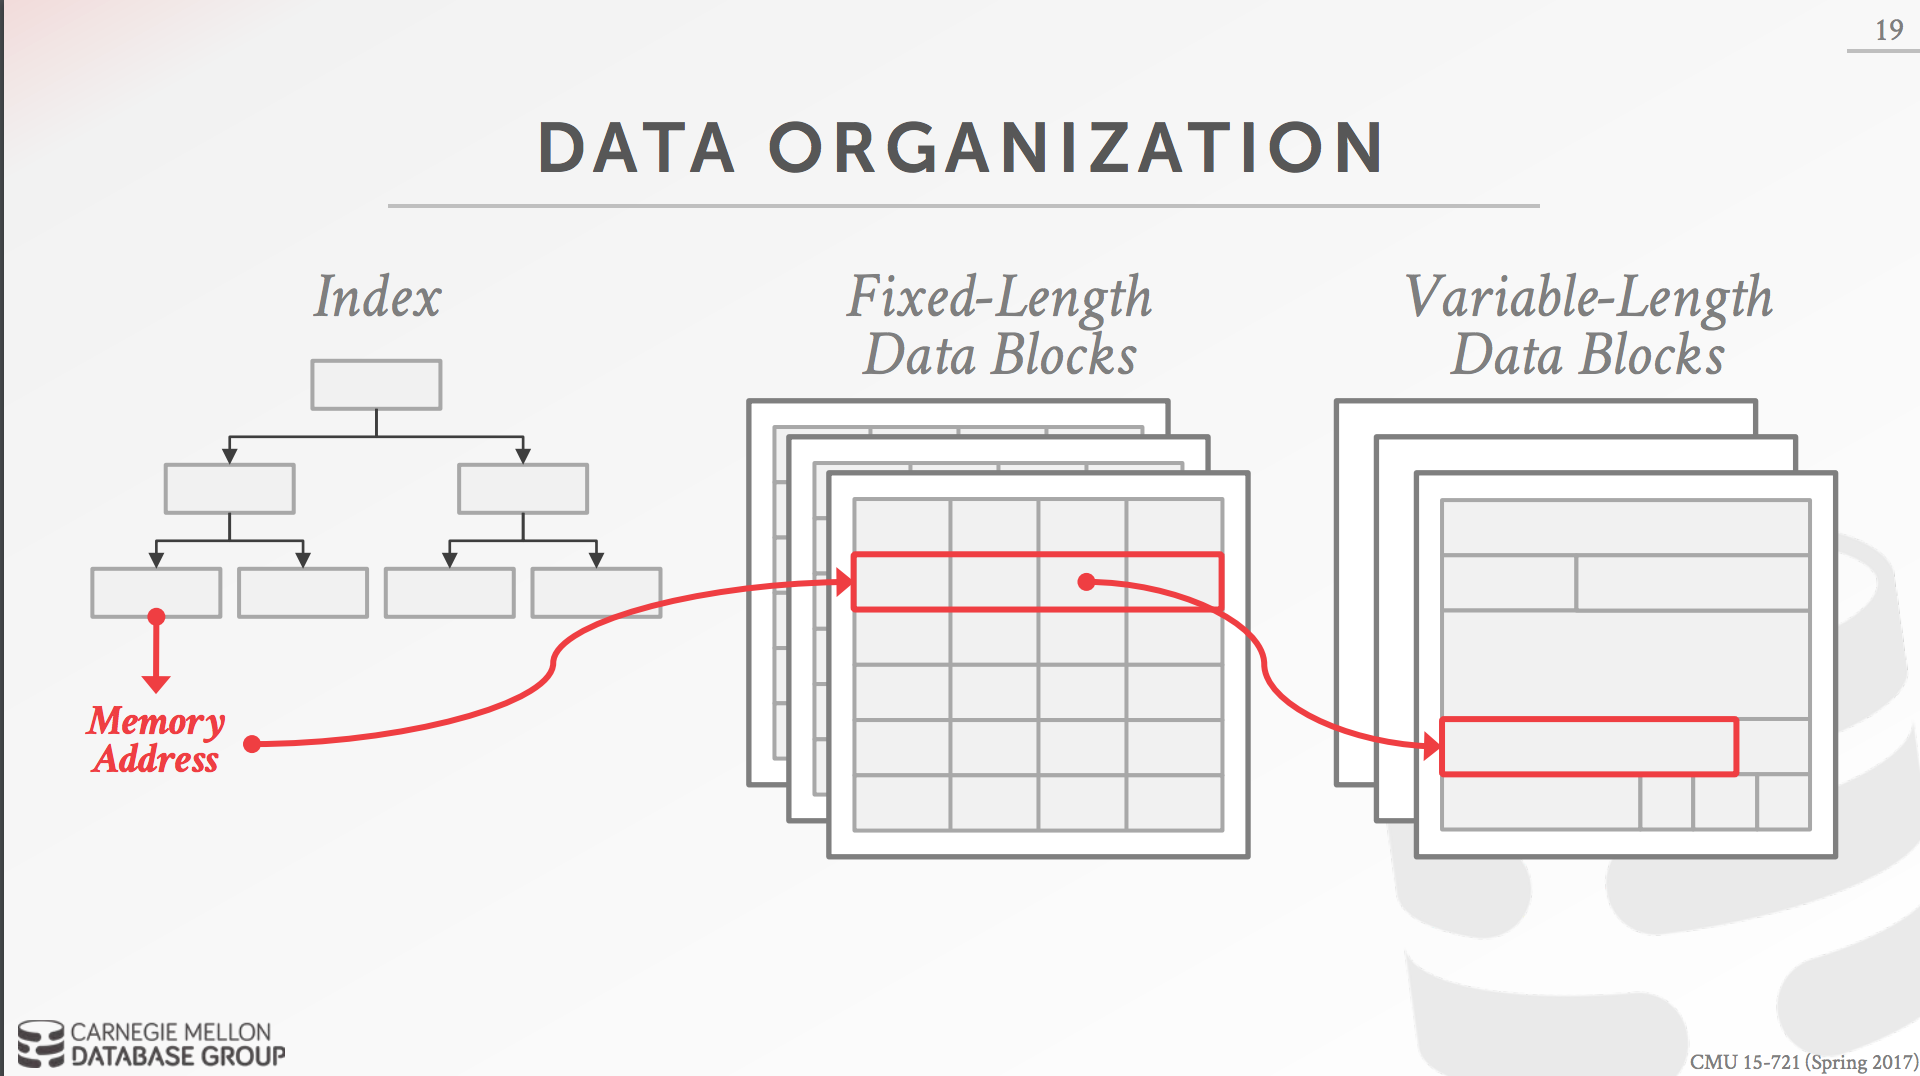 19
DATA ORGANIZATION
Index
Fixed-Length
Data Blocks
Variable-Length
Data Blocks
Memory
Address
CARNEGIE MELLON
DATABASE GROUP
CMU 15-721 (Spring 2017)